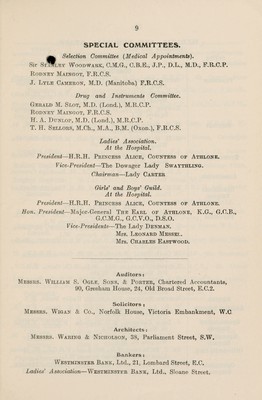 9
SPECIAL COMMITTEES.
Selection Committee (Medical Appointments).
Sir Woodwark, C.M.G., C.B.E., J.P., D.L., M.D., F.R.C.P.
Rodney Maingot, F.R.C.S.
J. Lyle Cameron, M.D. (Manitoba) F.R.C.S.
Drug and Instruments Committee.
Gerald M. Slot, M.D. (Lond.), M.R.C.P.
Rodney Maingot, F.R.C.S.
H. A. Dunlop, M.D. (Lond.), M.R.C.P.
T. H. Sellors, M.Ch., M.A., B.M. (Oxon.), F.R.C.S.
Ladies' Association.
At the Hospital.
President—H.R.H. Princess Alice, Countess of Athlone.
Vice-President—The Dowager Lady Swaythling.
Chairman—Lady Carter
Girls' and Boys' Guild.
At the Hospital.
President—H.R.H. Princess Alice, Countess of Athlone.
Hon. President—Major-General The Earl of Athlone, K.G., G.C.B.,
G.C.M.G., G.C.V.O., D.S.O.
Vice-Presidents—The Lady Denman.
Mrs. Leonard Messel.
Mrs. Charles Eastwood.
Auditors:
Messrs. William S. Ogle, Sons, & Porter, Chartered Accountants,
90, Gresham House, 24, Old Broad Street, E.C.2.
Solicitors:
Messrs. Wigan & Co., Norfolk House, Victoria Embankment, W.C
Architects:
Messrs. Waring & Nicholson, 38, Parliament Street, S.W.
Bankers:
Westminster Bank, Ltd., 21, Lombard Street, E.C.
Ladies' Association—Westminster Bank, Ltd., Sloane Street.